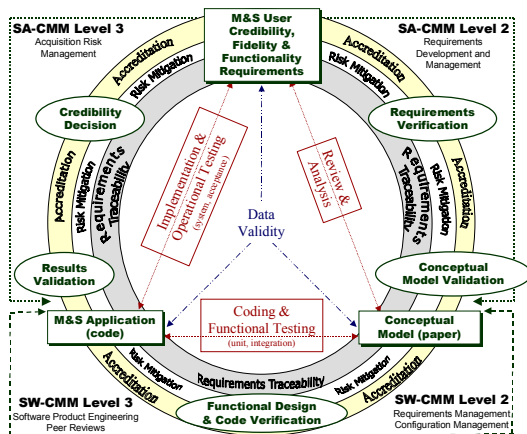 SA-CMM Level 3
Acquisition Risk
Management
M&S User
Credibility,
Fidelity &
Functionality
Requirements
SA-CMM Level 2
Requirements
Development and
Management
Accreditation
Risk Mitigation
Accreditation
Risk Mitigation
Credibility
Decision
Requirements
Verification
Requirements
Traceability
Requirements
Traceability
Accreditation
Risk Mitigation
Accreditation
Risk Mitigation
Implementation &
Operational Testing
(system, acceptance)
Review &
Analysis
Data
Validity
Results
Validation
Conceptual
Model Validation
M&S Application
(code)
Coding &
Functional Testing
(unit, integration)
Conceptual
Model (paper)
Accreditation
Risk Mitigation
Requirements Traceability
Risk Mitigation
Accreditation
SW-CMM Level 3
Software Product Engineering
Peer Reviews
Functional Design
& Code Verification
SW-CMM Level 2
Requirements Management
Configuration Management